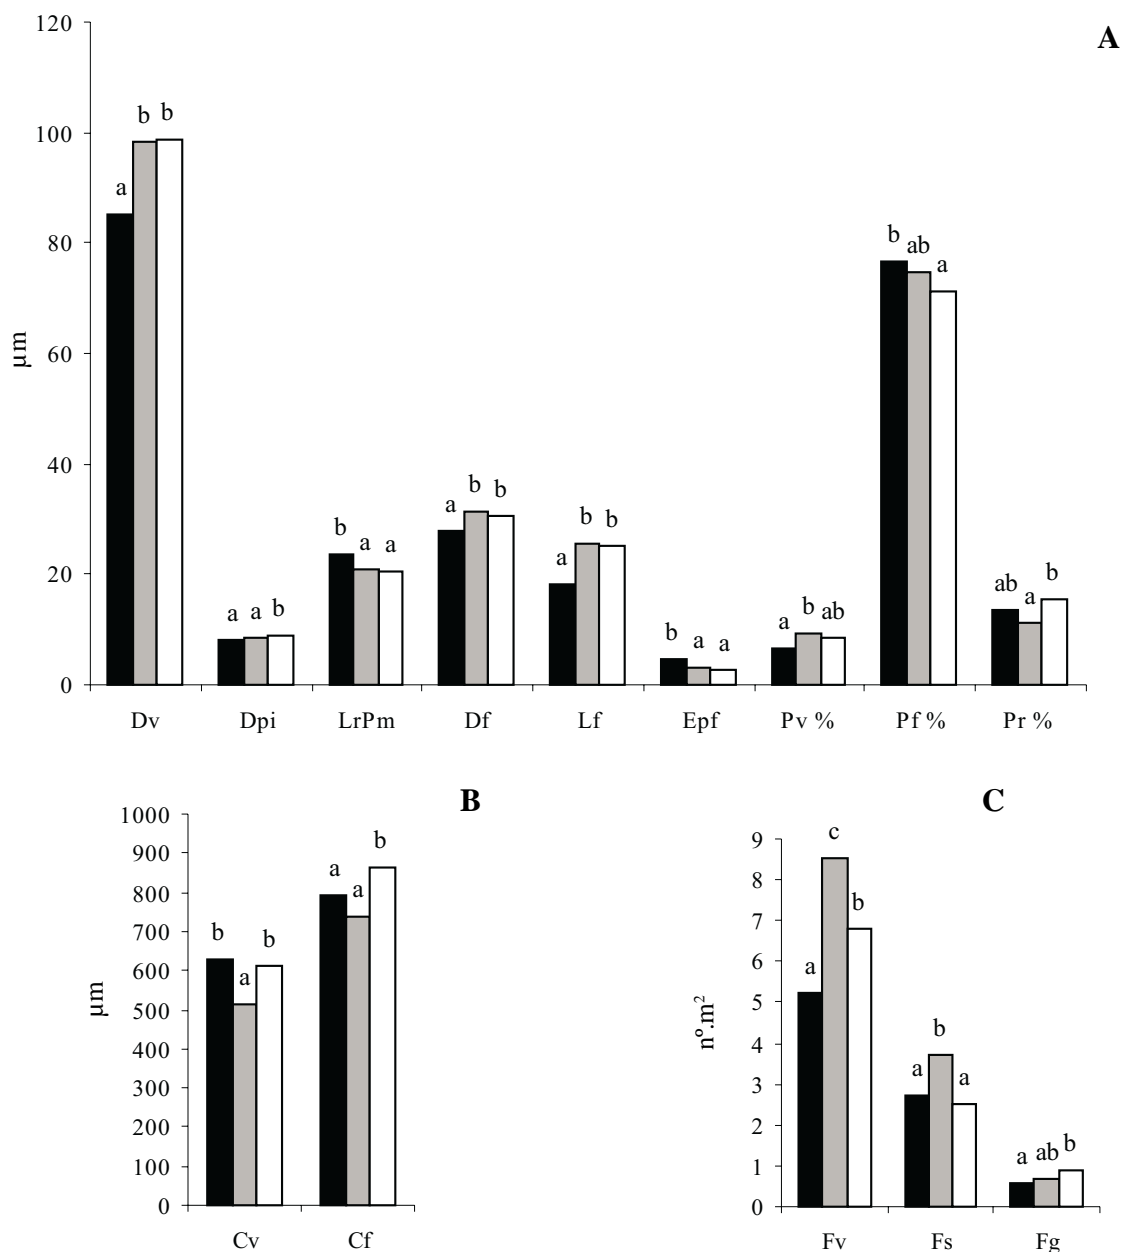 A
120
100
80
60
40
20
0
µm
a b b
a a b
b a a
a b b
a b b
b a a
a b ab
b ab a
ab a b
Dv Dpi LrPm Df Lf Epf Pv % Pf % Pr %
B
1000
900
800
700
600
500
400
300
200
100
0
µm
b a b
a a b
Cv Cf
C
9
8
7
6
5
4
3
2
1
0
nº.m²
a c b
a b a
a ab b
Fv Fs Fg